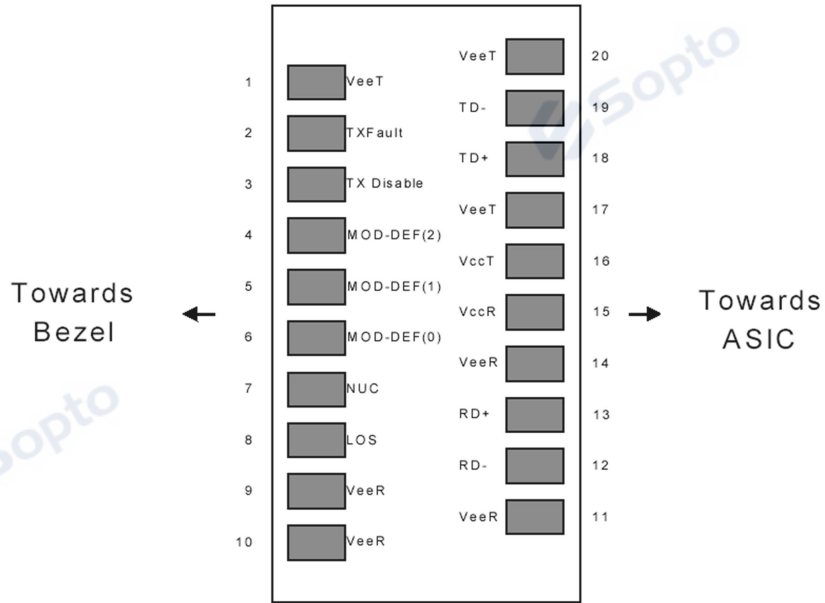 VeeT 20
1 VeeT
TD- 19
2 TXFault
TD+ 18
3 TX Disable
VeeT 17
4 MOD-DEF(2)
VccT 16
5 MOD-DEF(1)
VccR 15
6 MOD-DEF(0)
VeeR 14
7 NUC
RD+ 13
8 LOS
RD- 12
9 VeeR
VeeR 11
10 VeeR
Towards
Bezel
Towards
ASIC
Sopto
Sopto